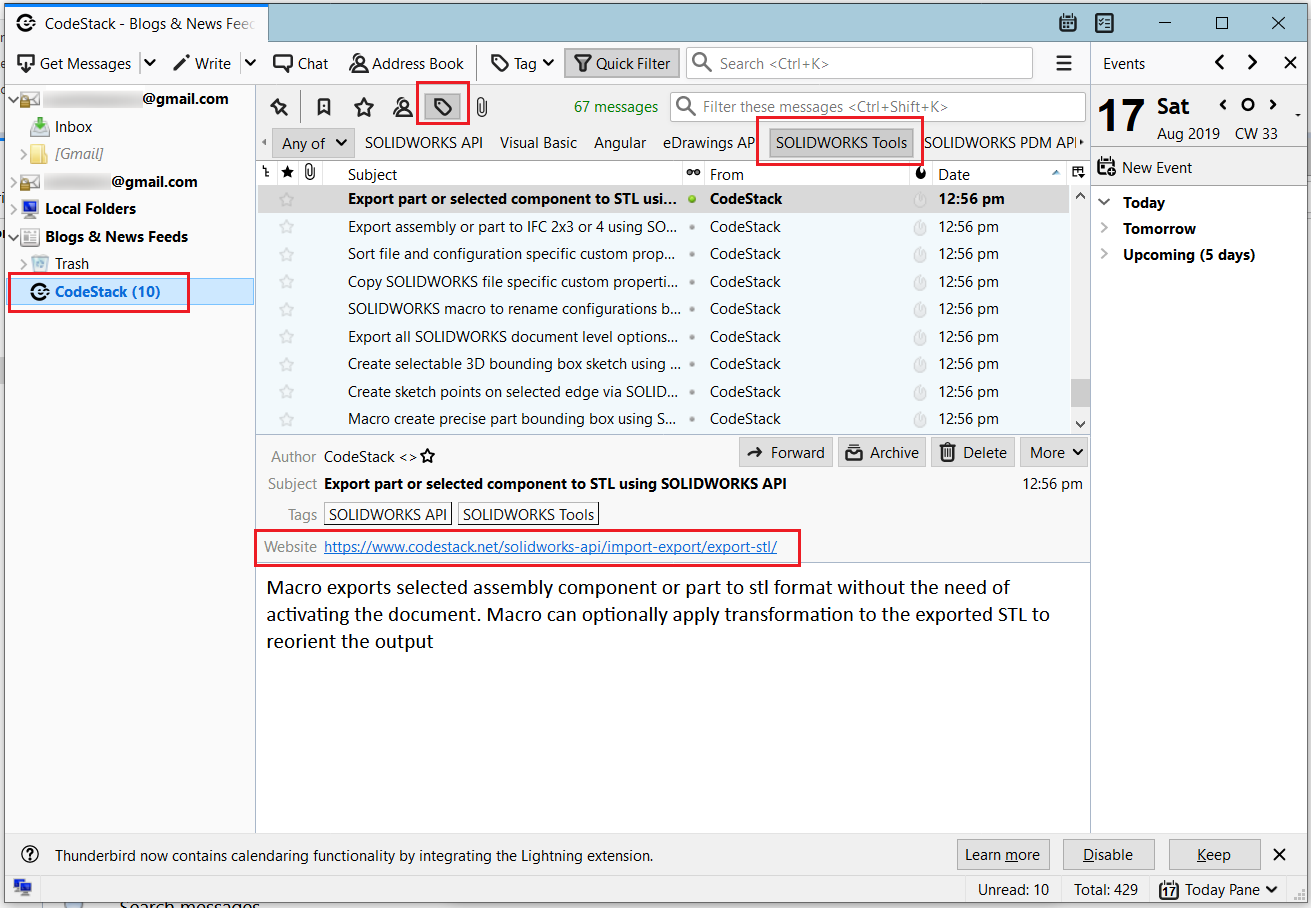 CodeStack - Blogs & News Feed
Get Messages Write Chat Address Book Tag Quick Filter Search <Ctrl+K>
Events
@gmail.com
Inbox
[Gmail]
@gmail.com
Local Folders
Blogs & News Feeds
Trash
CodeStack (10)
67 messages Filter these messages <Ctrl+Shift+K>
Any of SOLIDWORKS API Visual Basic Angular eDrawings AP SOLIDWORKS Tools SOLIDWORKS PDM API
Subject From Date
Export part or selected component to STL usi... CodeStack 12:56 pm
Export assembly or part to IFC 2x3 or 4 using SO... CodeStack 12:56 pm
Sort file and configuration specific custom prop... CodeStack 12:56 pm
Copy SOLIDWORKS file specific custom properti... CodeStack 12:56 pm
SOLIDWORKS macro to rename configurations b... CodeStack 12:56 pm
Export all SOLIDWORKS document level options... CodeStack 12:56 pm
Create selectable 3D bounding box sketch using ... CodeStack 12:56 pm
Create sketch points on selected edge via SOLID... CodeStack 12:56 pm
Macro create precise part bounding box using S... CodeStack 12:56 pm
Author CodeStack <> Forward Archive Delete More
Subject Export part or selected component to STL using SOLIDWORKS API 12:56 pm
Tags SOLIDWORKS API SOLIDWORKS Tools
Website https://www.codestack.net/solidworks-api/import-export/export-stl/
Macro exports selected assembly component or part to stl format without the need of
activating the document. Macro can optionally apply transformation to the exported STL to
reorient the output
17 Sat
Aug 2019 CW 33
New Event
Today
Tomorrow
Upcoming (5 days)
Thunderbird now contains calendaring functionality by integrating the Lightning extension. Learn more Disable Keep
Unread: 10 Total: 429 17 Today Pane
Search messages